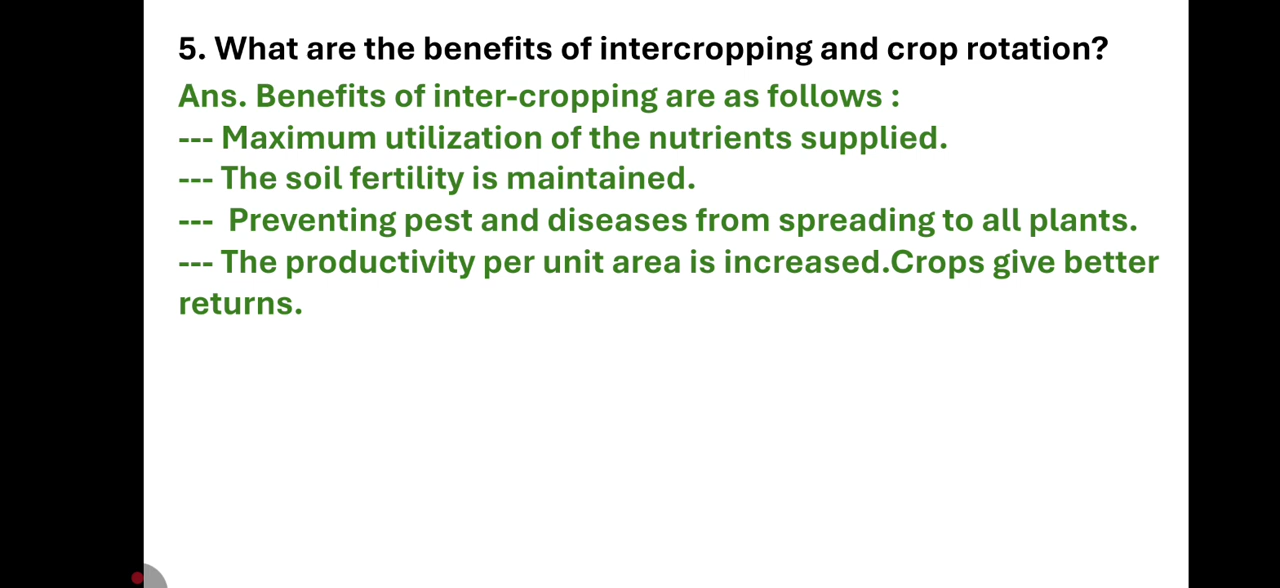 5. What are the benefits of intercropping and crop rotation?
Ans. Benefits of inter-cropping are as follows :
--- Maximum utilization of the nutrients supplied.
--- The soil fertility is maintained.
---  Preventing pest and diseases from spreading to all plants.
--- The productivity per unit area is increased.Crops give better
returns.